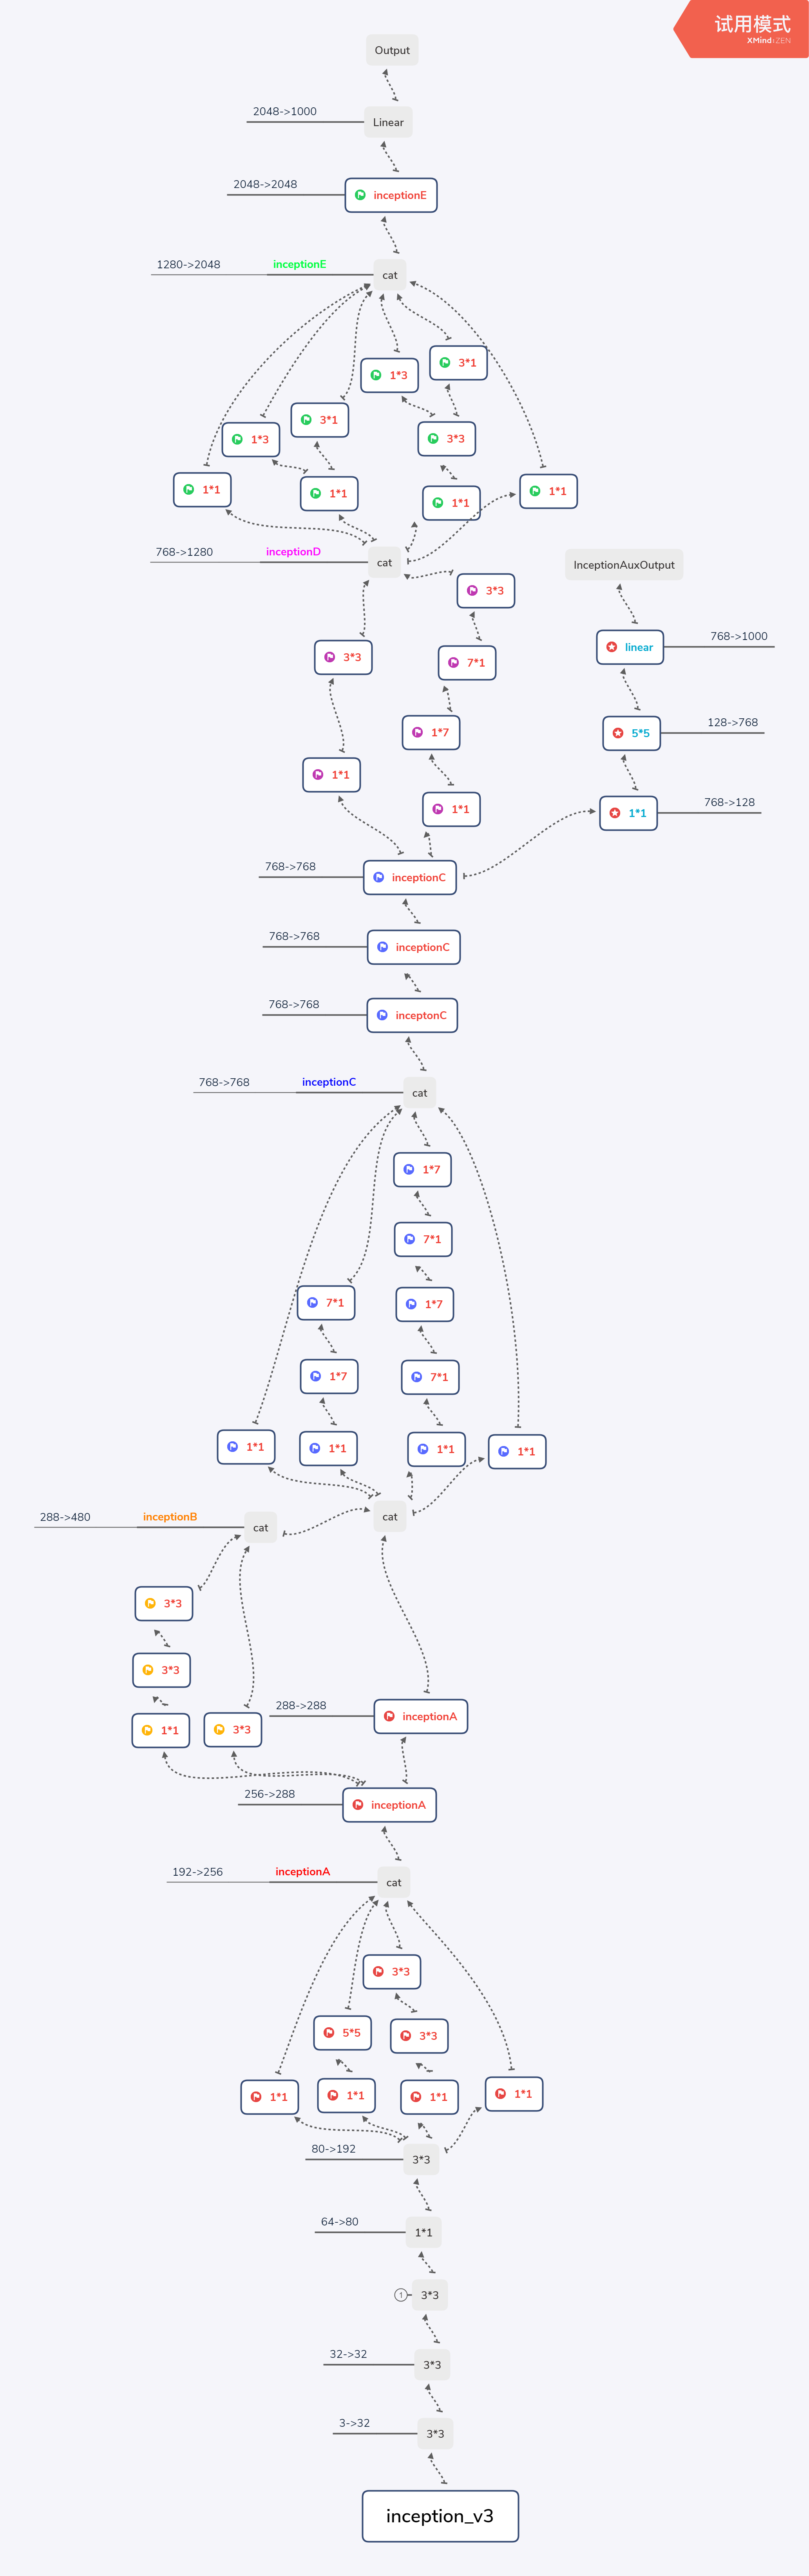 试用模式
XMind:ZEN
Output
2048->1000
Linear
2048->2048
inceptionE
1280->2048
inceptionE
cat
3*1
1*3
3*1
1*3
3*3
1*1
1*1
1*1
1*1
768->1280
inceptionD
cat
InceptionAuxOutput
3*3
768->1000
linear
3*3
7*1
128->768
5*5
1*7
1*1
768->128
1*1
1*1
768->768
inceptionC
768->768
inceptionC
768->768
inceptonC
768->768
inceptionC
cat
1*7
7*1
7*1
1*7
1*7
7*1
1*1
1*1
1*1
1*1
288->480
inceptionB
cat
cat
3*3
3*3
288->288
inceptionA
1*1
3*3
256->288
inceptionA
192->256
inceptionA
cat
3*3
5*5
3*3
1*1
1*1
1*1
1*1
80->192
3*3
64->80
1*1
1
3*3
32->32
3*3
3->32
3*3
inception_v3